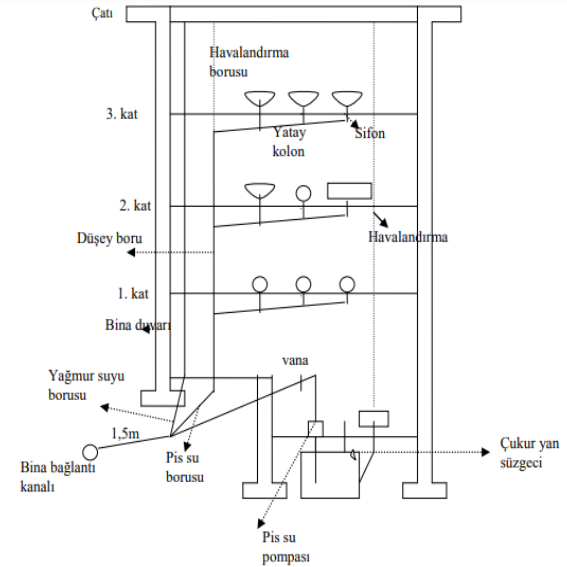 Çatı
Havalandırma
borusu
3. kat
Yatay
kolon
Sifon
2. kat
Düşey boru
Havalandırma
1. kat
Bina duvarı
vana
Yağmur suyu
borusu
1,5m
Çukur yan
süzgeci
Bina bağlantı
kanalı
Pis su
borusu
Pis su
pompası